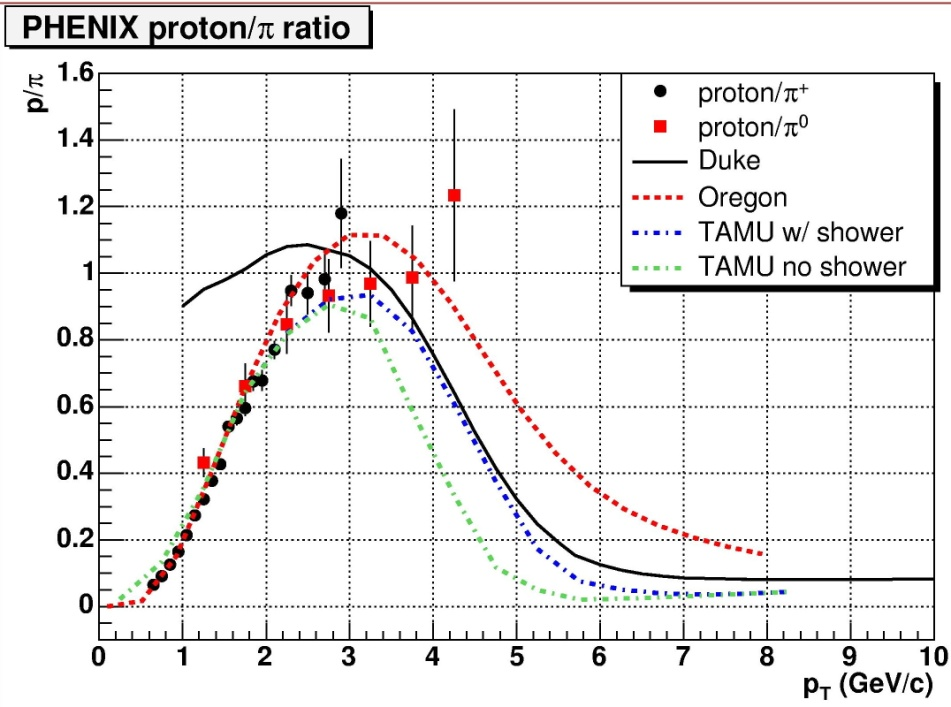 PHENIX proton/π ratio
p/π
1.6
1.4
1.2
1
0.8
0.6
0.4
0.2
0
proton/π⁺
proton/π⁰
Duke
Oregon
TAMU w/ shower
TAMU no shower
0 1 2 3 4 5 6 7 8 9 10
p_T (GeV/c)